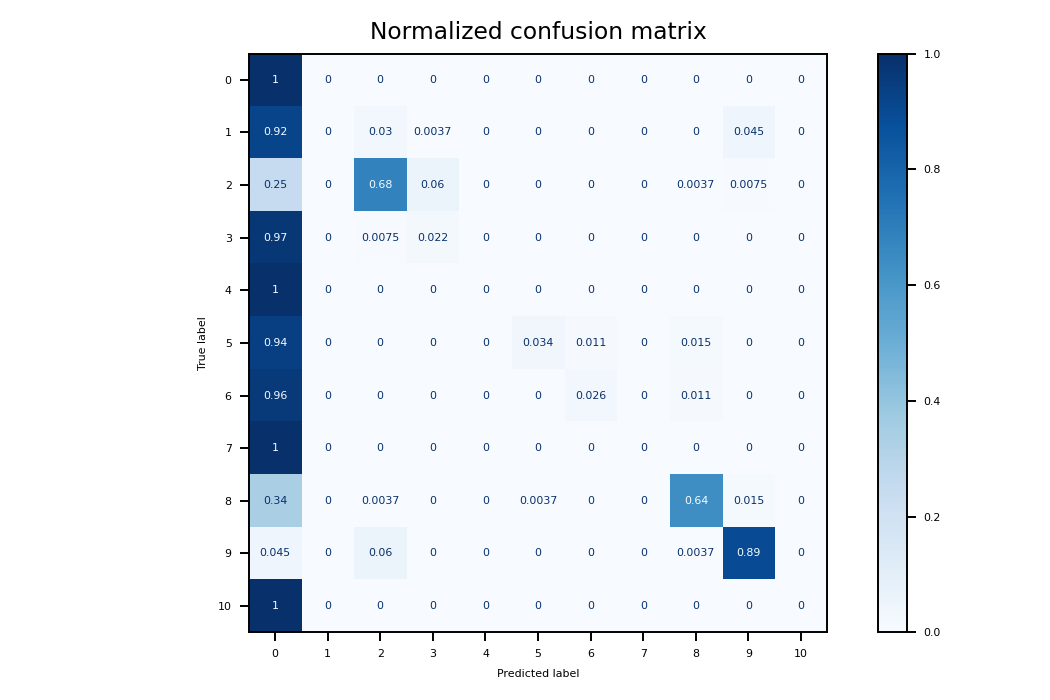 Normalized confusion matrix
1.0
0 1 0 0 0 0 0 0 0 0 0 0
1 0.92 0 0.03 0.0037 0 0 0 0 0 0.045 0
0.8
2 0.25 0 0.68 0.06 0 0 0 0 0.0037 0.0075 0
3 0.97 0 0.0075 0.022 0 0 0 0 0 0 0
0.6
4 1 0 0 0 0 0 0 0 0 0 0
True label
5 0.94 0 0 0 0 0.034 0.011 0 0.015 0 0
0.4
6 0.96 0 0 0 0 0 0.026 0 0.011 0 0
7 1 0 0 0 0 0 0 0 0 0 0
8 0.34 0 0.0037 0 0 0.0037 0 0 0.64 0.015 0
0.2
9 0.045 0 0.06 0 0 0 0 0 0.0037 0.89 0
10 1 0 0 0 0 0 0 0 0 0 0
0.0
0 1 2 3 4 5 6 7 8 9 10
Predicted label